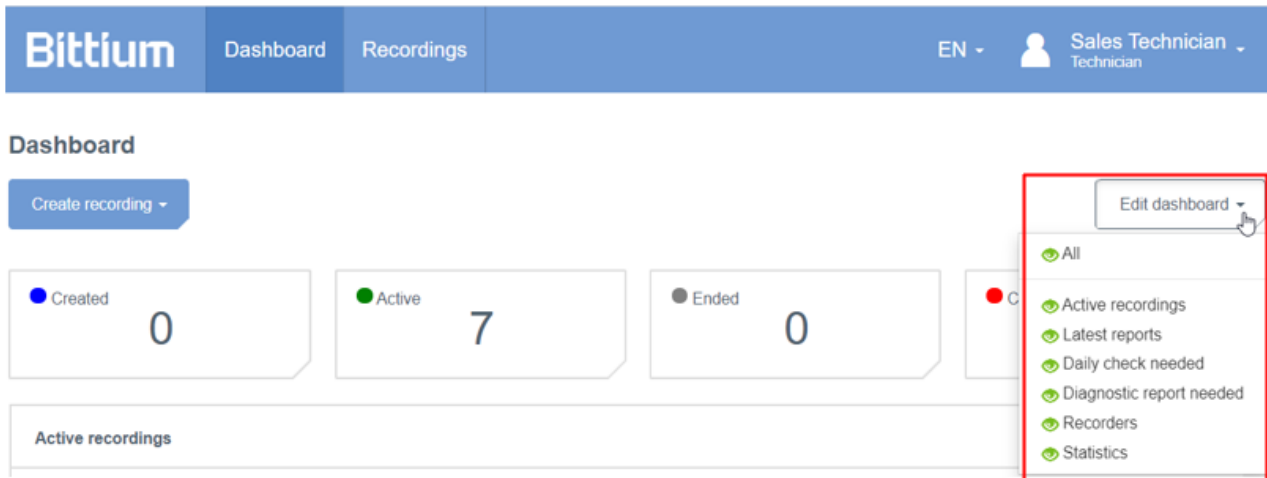 Bittium
Dashboard
Recordings
EN
Sales Technician
Technician
Dashboard
Create recording
Edit dashboard
All
Active recordings
Latest reports
Daily check needed
Diagnostic report needed
Recorders
Statistics
Created
0
Active
7
Ended
0
C
Active recordings